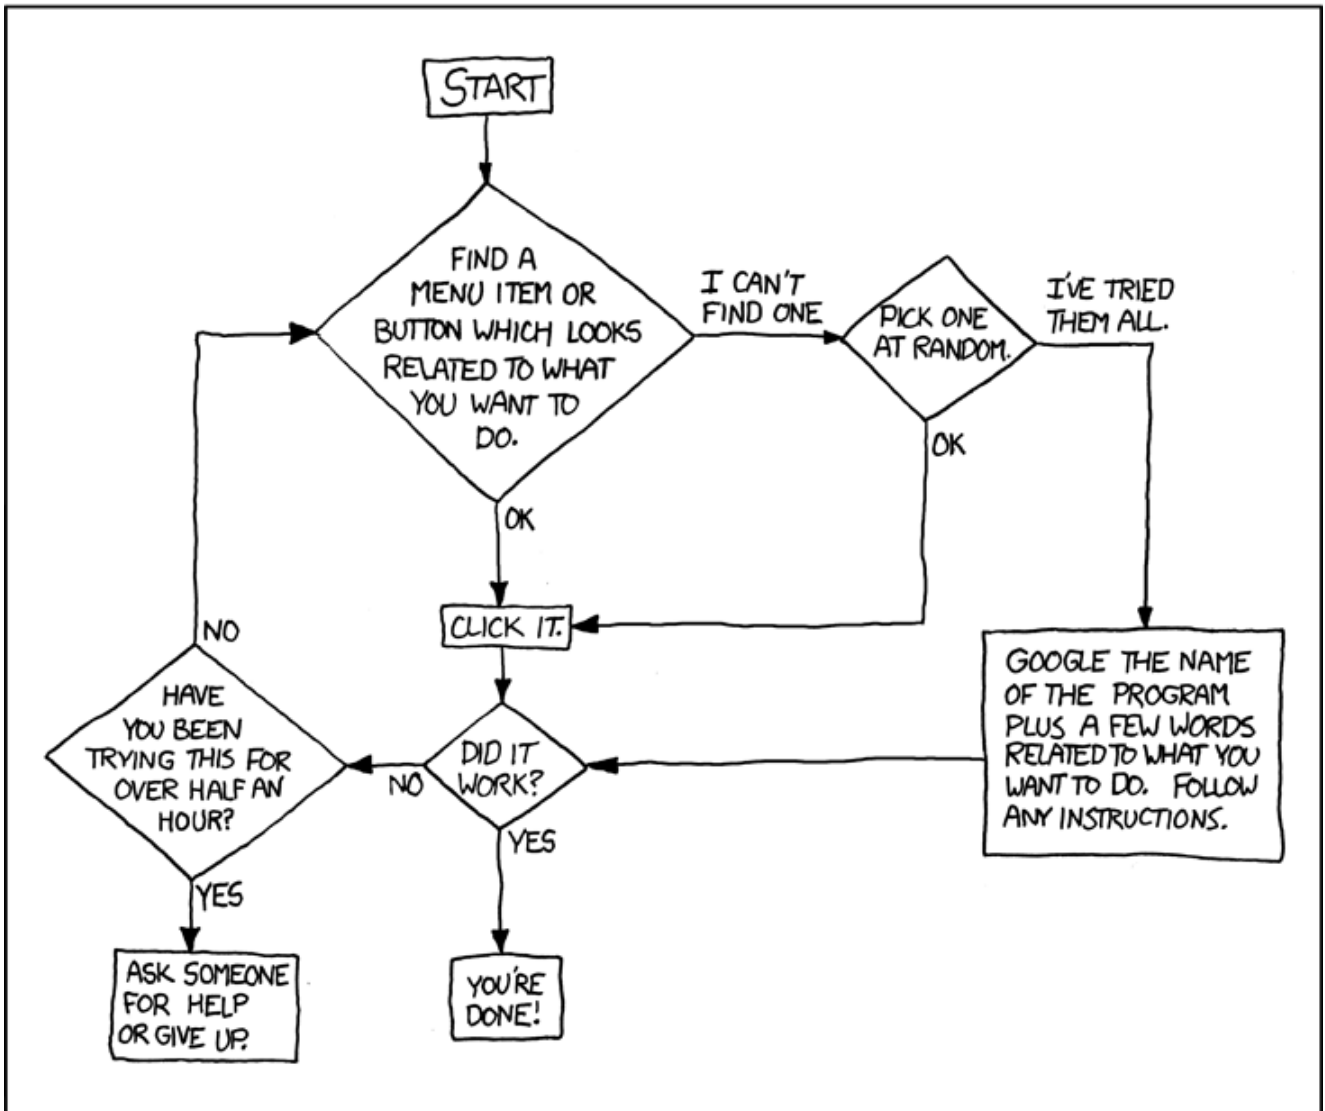 START
FIND A
MENU ITEM OR
BUTTON WHICH LOOKS
RELATED TO WHAT
YOU WANT TO
DO.
I CAN'T
FIND ONE
PICK ONE
AT RANDOM.
I'VE TRIED
THEM ALL.
OK
OK
CLICK IT.
NO
HAVE
YOU BEEN
TRYING THIS FOR
OVER HALF AN
HOUR?
NO
DID IT
WORK?
GOOGLE THE NAME
OF THE PROGRAM
PLUS A FEW WORDS
RELATED TO WHAT YOU
WANT TO DO. FOLLOW
ANY INSTRUCTIONS.
YES
YES
ASK SOMEONE
FOR HELP
OR GIVE UP.
YOU'RE
DONE!